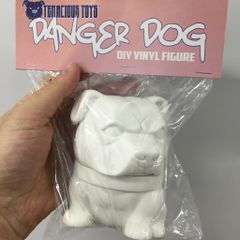 TENACIOUS TOYS
DANGER DOG
DIY VINYL FIGURE